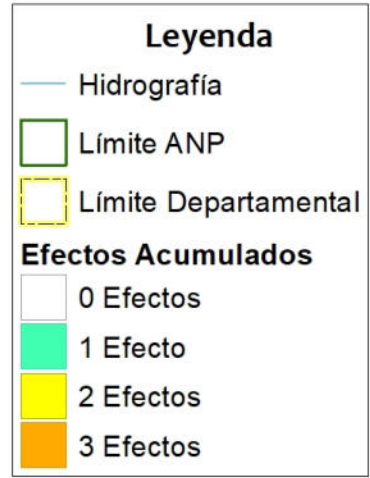 Leyenda
Hidrografía
Límite ANP
Límite Departamental
Efectos Acumulados
0 Efectos
1 Efecto
2 Efectos
3 Efectos